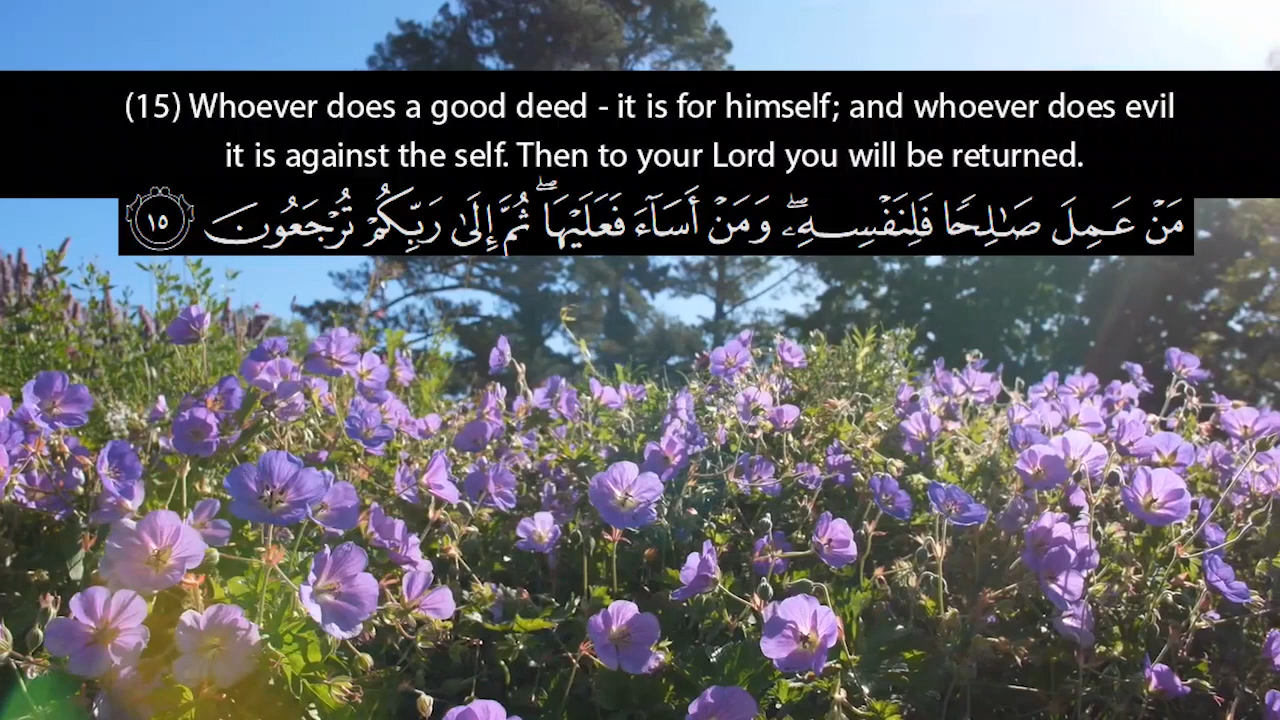 (15) Whoever does a good deed - it is for himself; and whoever does evil
it is against the self. Then to your Lord you will be returned.
مَنْ عَمِلَ صَـٰلِحًا فَلِنَفْسِهِۦۖ وَمَنْ أَسَآءَ فَعَلَيْهَاۖ ثُمَّ إِلَىٰ رَبِّكُمْ تُرْجَعُونَ ١٥